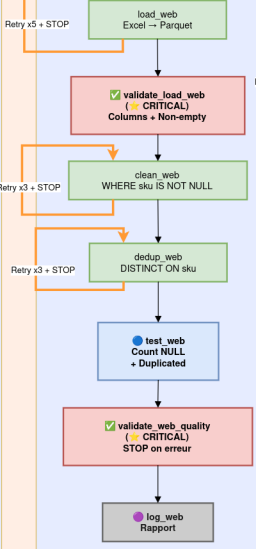 load_web
Excel → Parquet
Retry x5 + STOP
✅ validate_load_web
(⭐ CRITICAL)
Columns + Non-empty
clean_web
WHERE sku IS NOT NULL
Retry x3 + STOP
dedup_web
DISTINCT ON sku
Retry x3 + STOP
🔵 test_web
Count NULL
+ Duplicated
✅ validate_web_quality
(⭐ CRITICAL)
STOP on erreur
🟣 log_web
Rapport